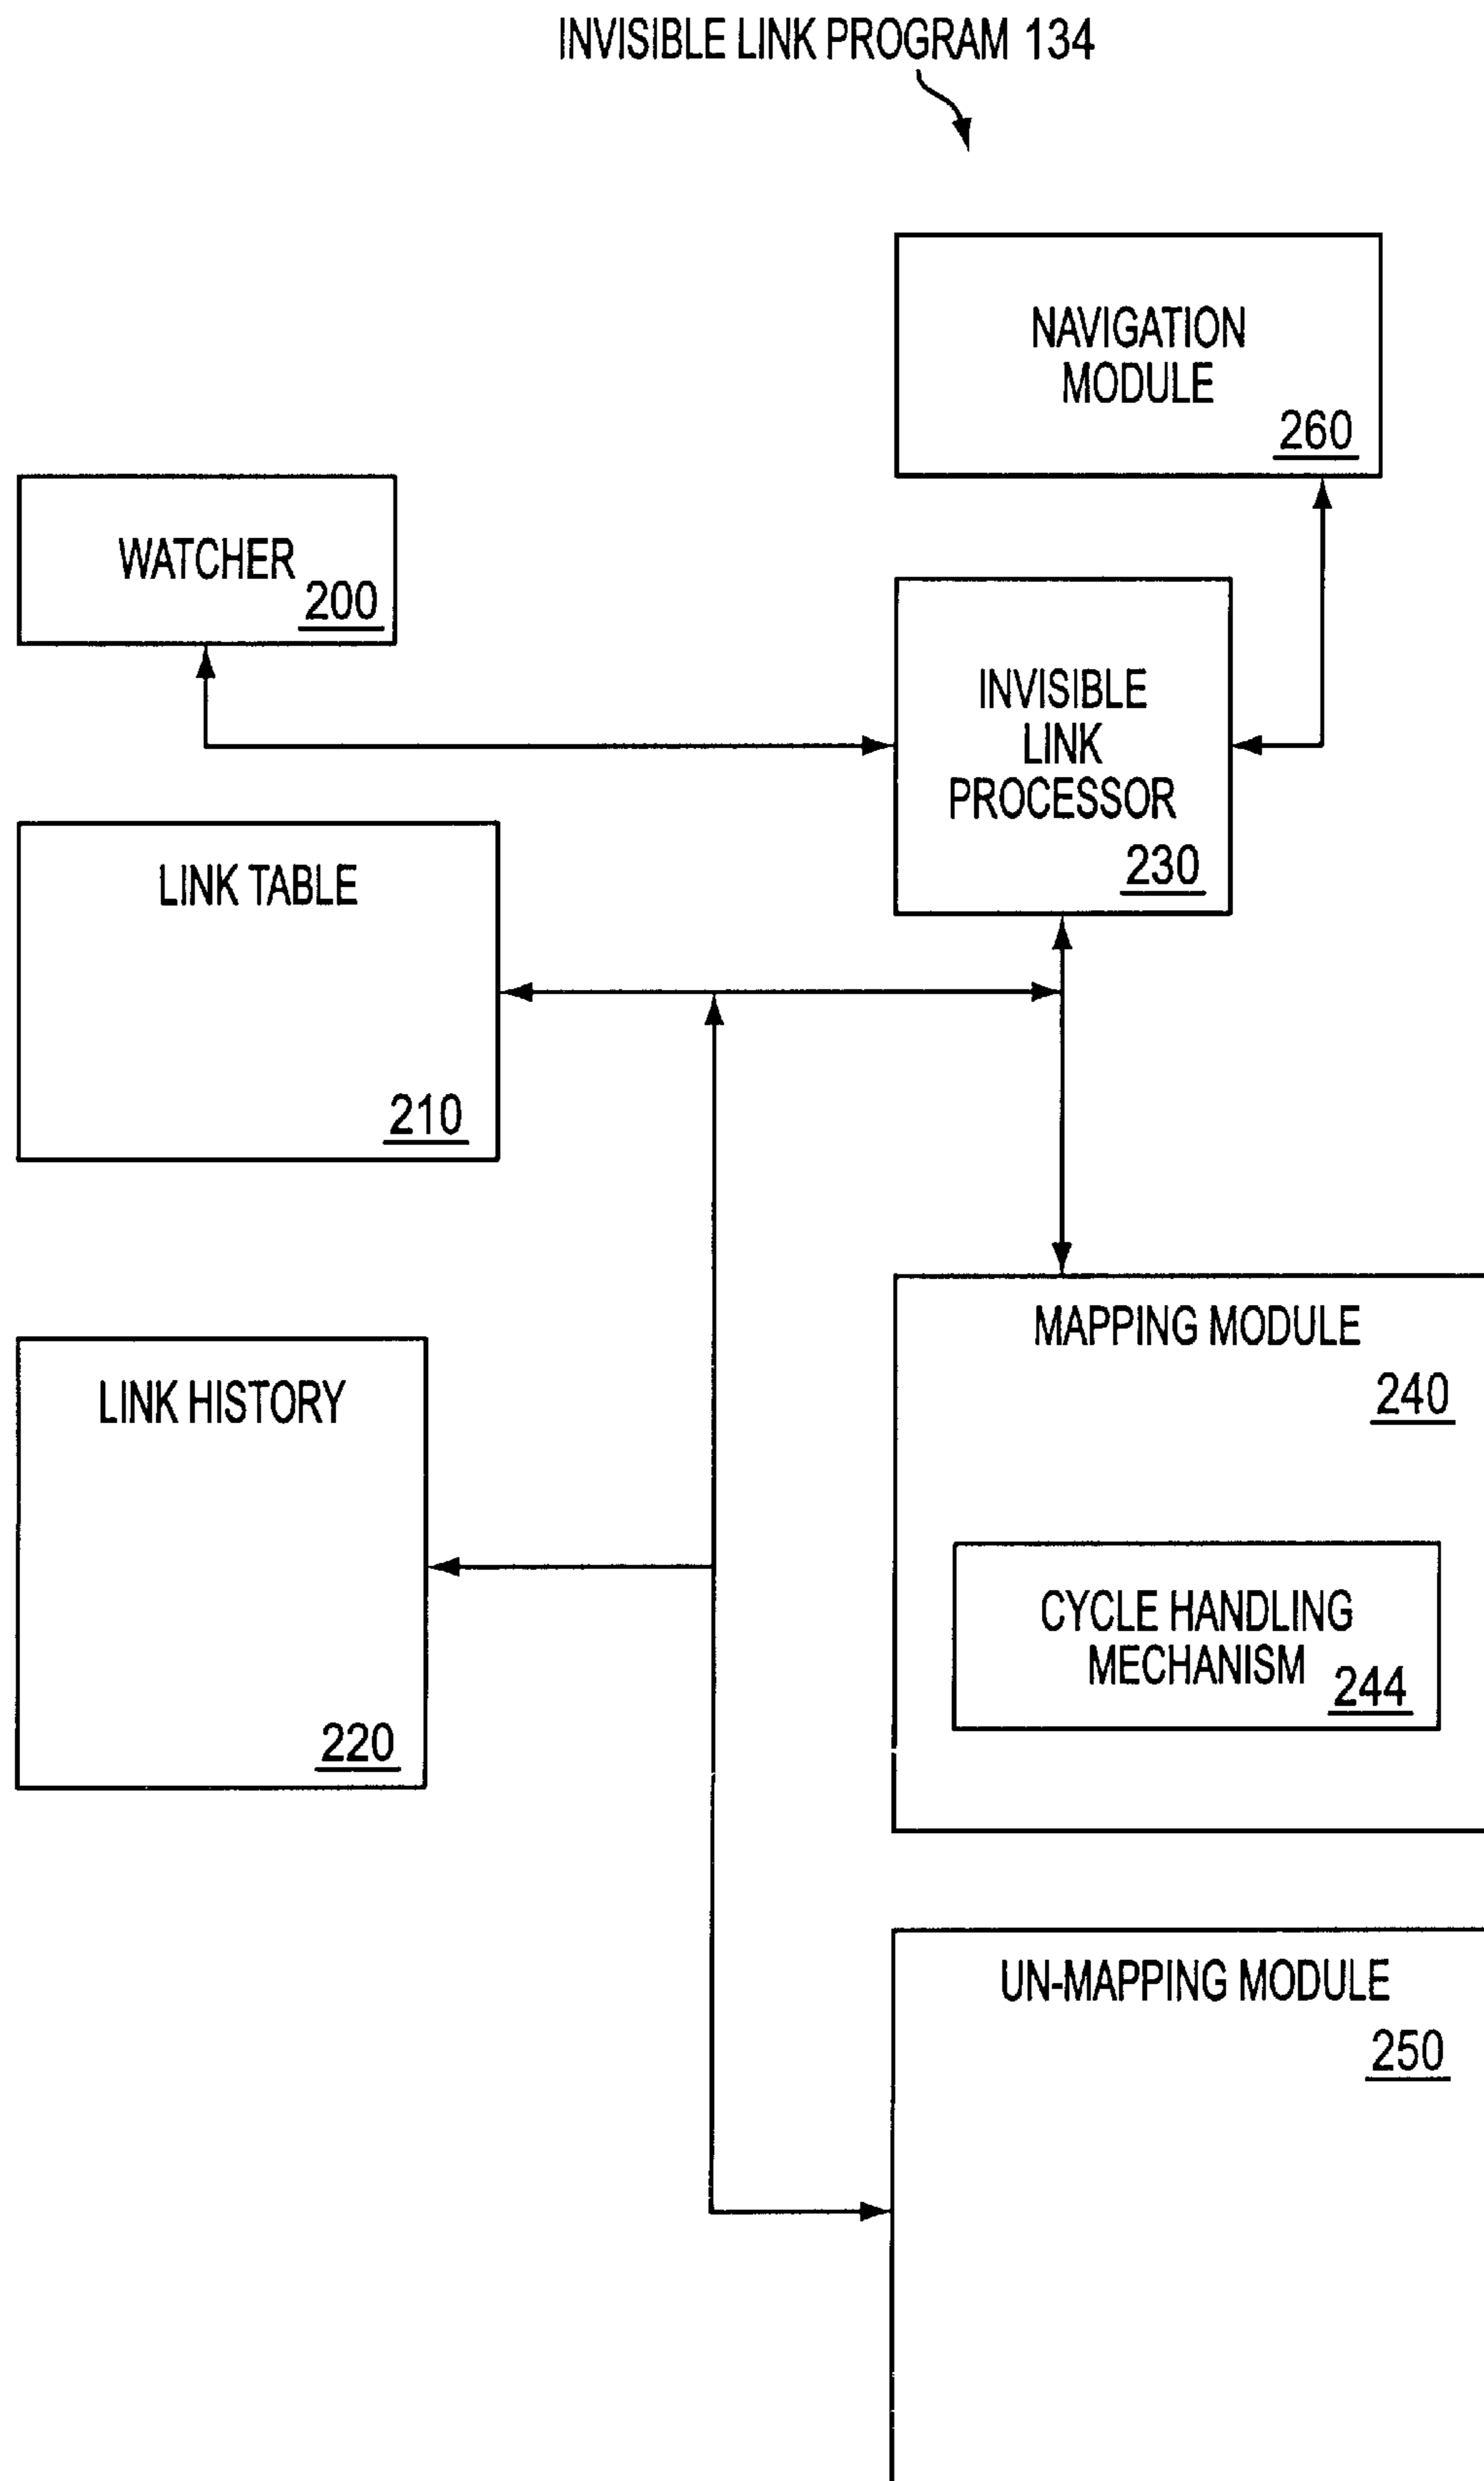 INVISIBLE LINK PROGRAM 134
NAVIGATION
MODULE
260
WATCHER
200
INVISIBLE
LINK
PROCESSOR
230
LINK TABLE
210
MAPPING MODULE
240
LINK HISTORY
220
CYCLE HANDLING
MECHANISM
244
UN-MAPPING MODULE
250